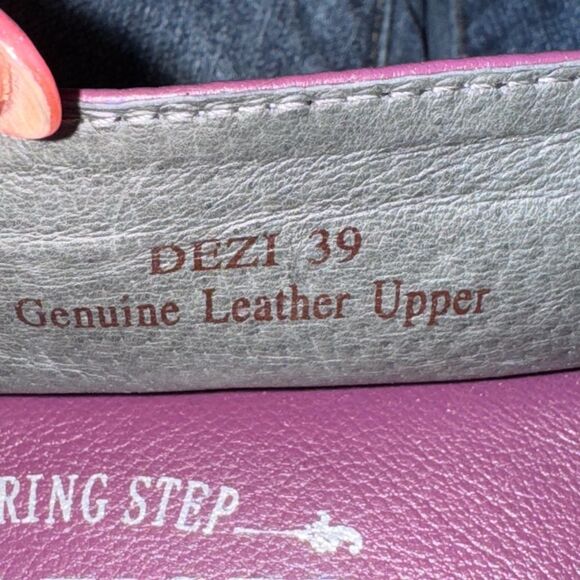 DEZI 39
Genuine Leather Upper
RING STEP